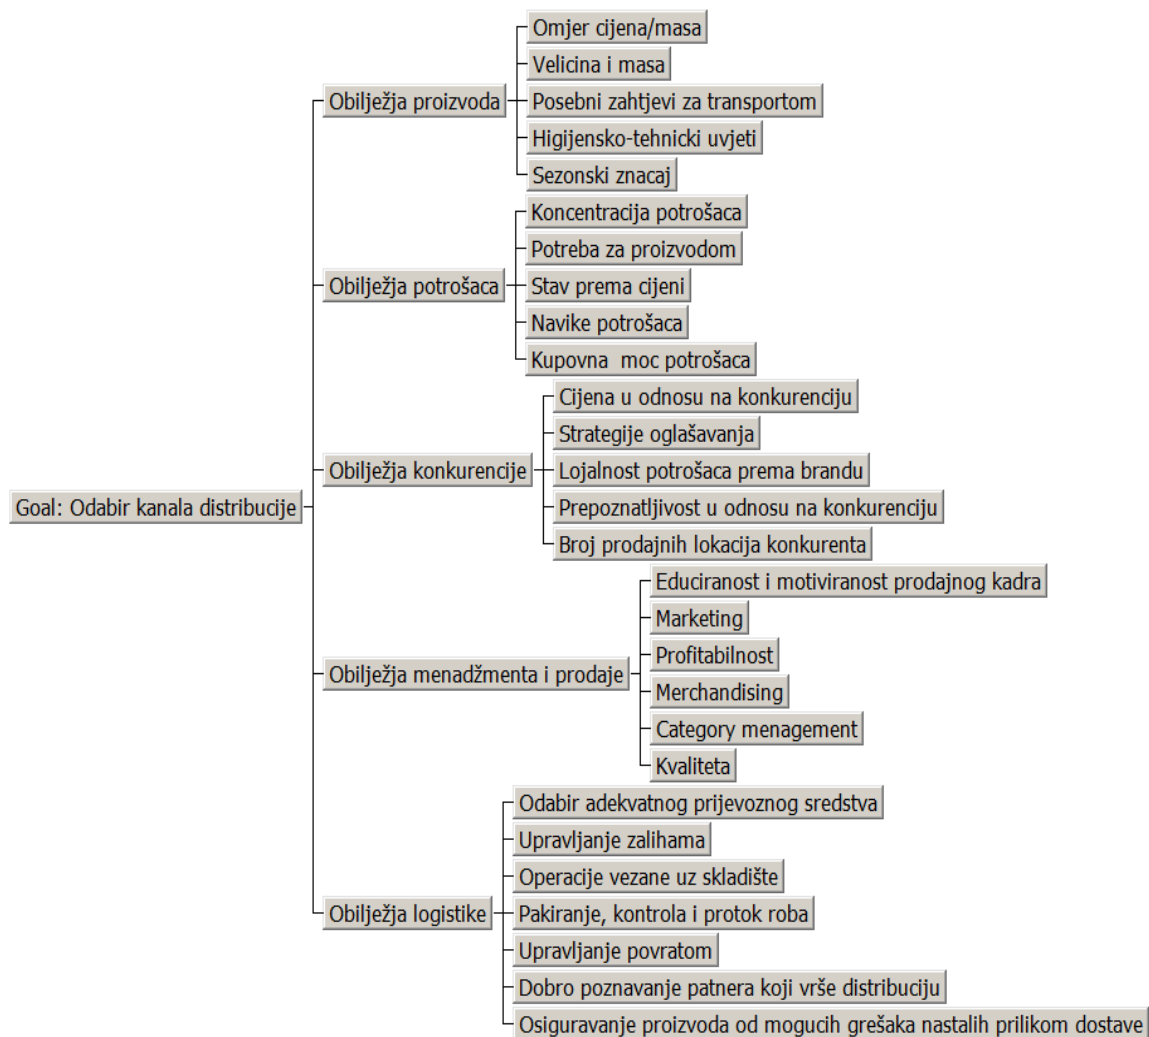 Omjer cijena/masa
Velicina i masa
Obilježja proizvoda
Posebni zahtjevi za transportom
Higijensko-tehnicki uvjeti
Sezonski znacaj
Koncentracija potrošaca
Potreba za proizvodom
Obilježja potrošaca
Stav prema cijeni
Navike potrošaca
Kupovna  moc potrošaca
Cijena u odnosu na konkurenciju
Strategije oglašavanja
Obilježja konkurencije
Lojalnost potrošaca prema brandu
Goal: Odabir kanala distribucije
Prepoznatljivost u odnosu na konkurenciju
Broj prodajnih lokacija konkurenta
Educiranost i motiviranost prodajnog kadra
Marketing
Profitabilnost
Obilježja menadžmenta i prodaje
Merchandising
Category menagement
Kvaliteta
Odabir adekvatnog prijevoznog sredstva
Upravljanje zalihama
Operacije vezane uz skladište
Obilježja logistike
Pakiranje, kontrola i protok roba
Upravljanje povratom
Dobro poznavanje patnera koji vrše distribuciju
Osiguravanje proizvoda od mogucih grešaka nastalih prilikom dostave